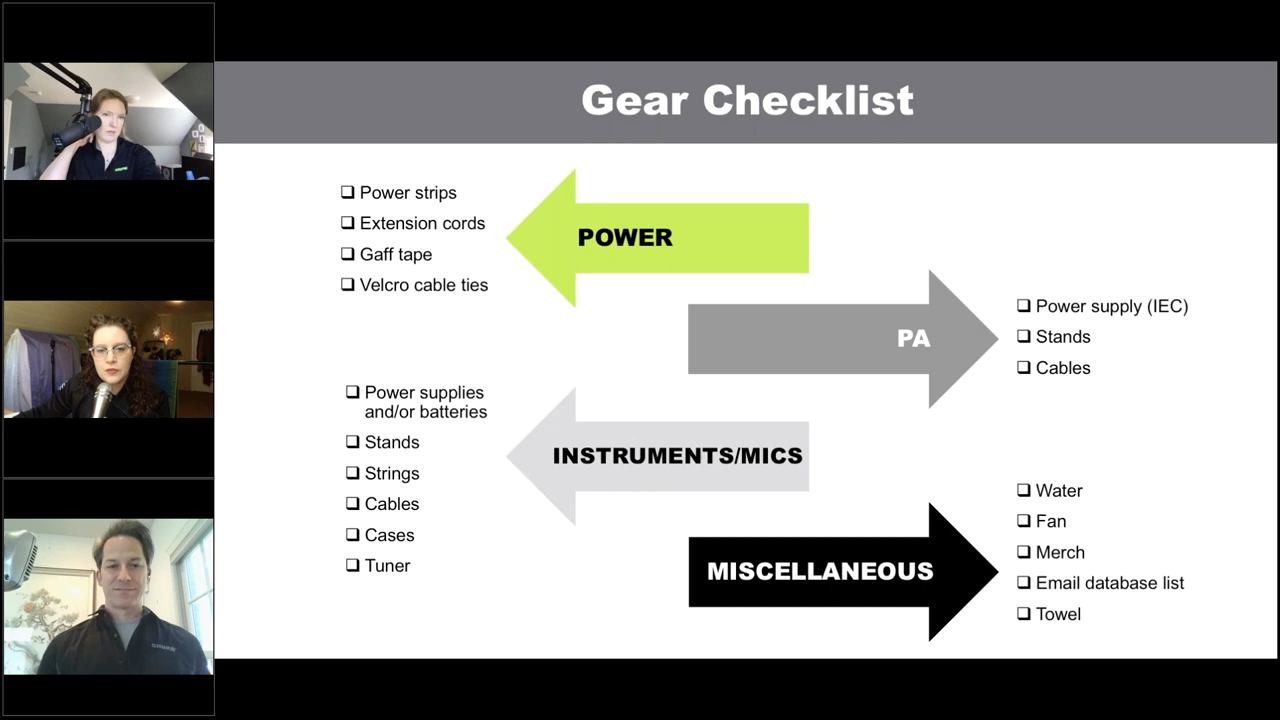 Gear Checklist
❑ Power strips
❑ Extension cords
❑ Gaff tape
❑ Velcro cable ties
POWER
PA
❑ Power supply (IEC)
❑ Stands
❑ Cables
❑ Power supplies
and/or batteries
❑ Stands
❑ Strings
❑ Cables
❑ Cases
❑ Tuner
INSTRUMENTS/MICS
MISCELLANEOUS
❑ Water
❑ Fan
❑ Merch
❑ Email database list
❑ Towel